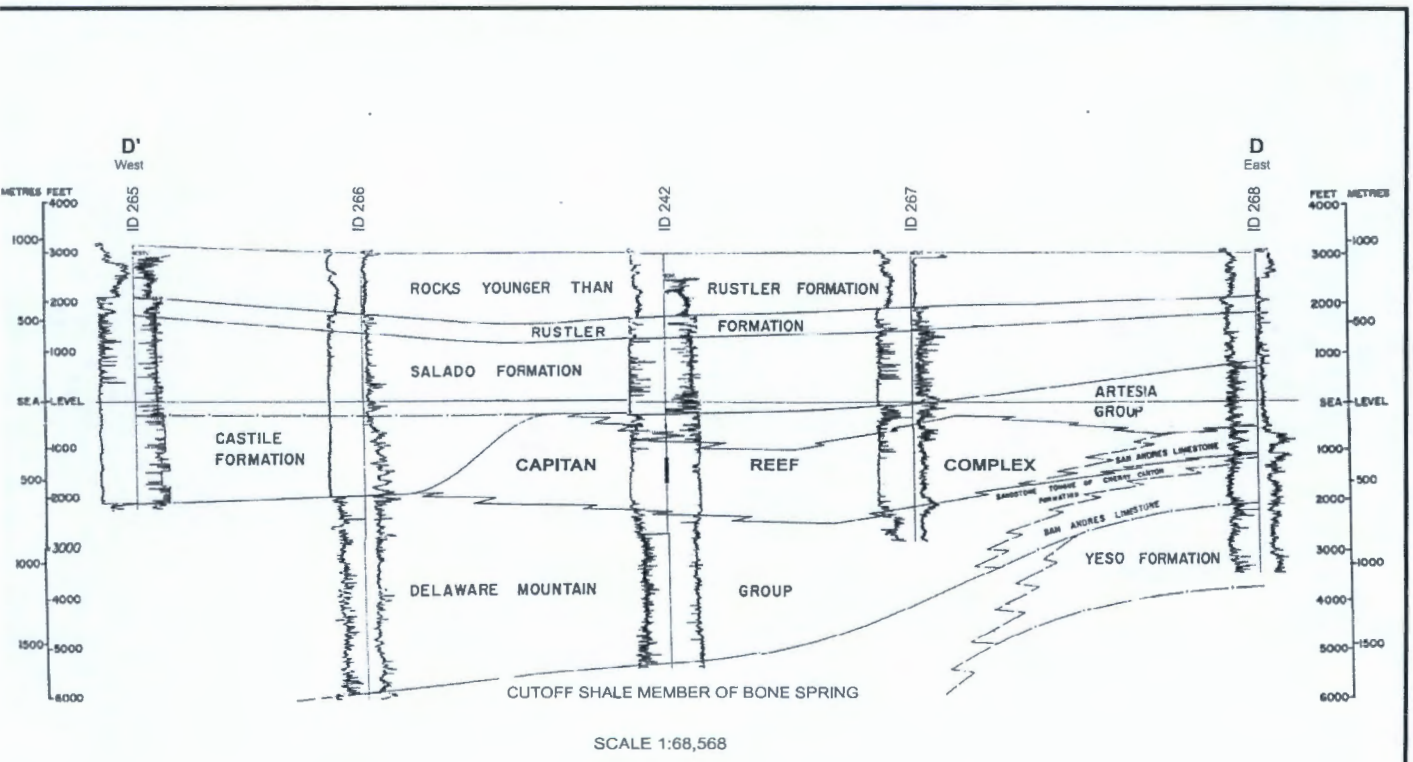 D'
West
D
East
METRES FEET
FEET METRES
ID 265
ID 266
ID 242
ID 267
ID 268
4000
4000
1000
3000
3000
1000
ROCKS YOUNGER THAN
RUSTLER FORMATION
2000
2000
500
500
RUSTLER
FORMATION
1000
1000
SALADO FORMATION
ARTESIA
GROUP
SEA LEVEL
SEA LEVEL
CASTILE
FORMATION
1000
1000
CAPITAN
REEF
COMPLEX
SAN ANDRES LIMESTONE
SANDSTONE TONGUE OF CHERRY CANYON
FORMATION
500
500
2000
2000
SAN ANDRES LIMESTONE
3000
3000
YESO FORMATION
1000
1000
DELAWARE MOUNTAIN
GROUP
4000
4000
1500
5000
5000
1500
6000
6000
CUTOFF SHALE MEMBER OF BONE SPRING
SCALE 1:68,568